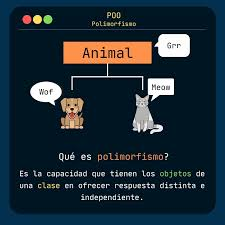 POO
Polimorfismo
Animal
Grr
Wof
Meow
Qué es polimorfismo?
Es la capacidad que tienen los objetos de
una clase en ofrecer respuesta distinta e
independiente.